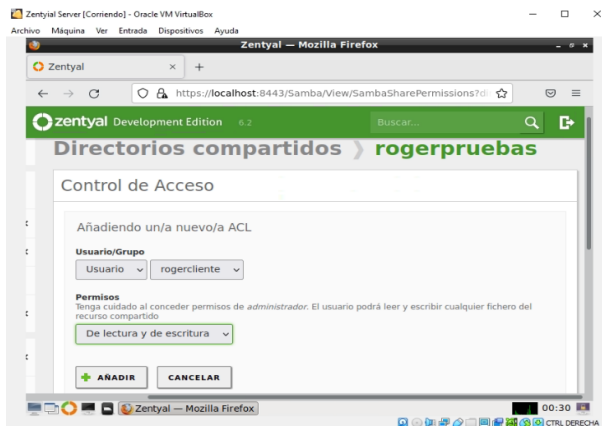 Zentyial Server [Corriendo] - Oracle VM VirtualBox
Archivo Máquina Ver Entrada Dispositivos Ayuda
Zentyal — Mozilla Firefox
Zentyal
https://localhost:8443/Samba/View/SambaSharePermissions?di
zentyal Development Edition 6.2 Buscar...
Directorios compartidos rogerpruebas
Control de Acceso
Añadiendo un/a nuevo/a ACL
Usuario/Grupo
Usuario rogercliente
Permisos
Tenga cuidado al conceder permisos de administrador. El usuario podrá leer y escribir cualquier fichero del
recurso compartido
De lectura y de escritura
AÑADIR CANCELAR
Zentyal — Mozilla Firefox 00:30
CTRL DERECHA